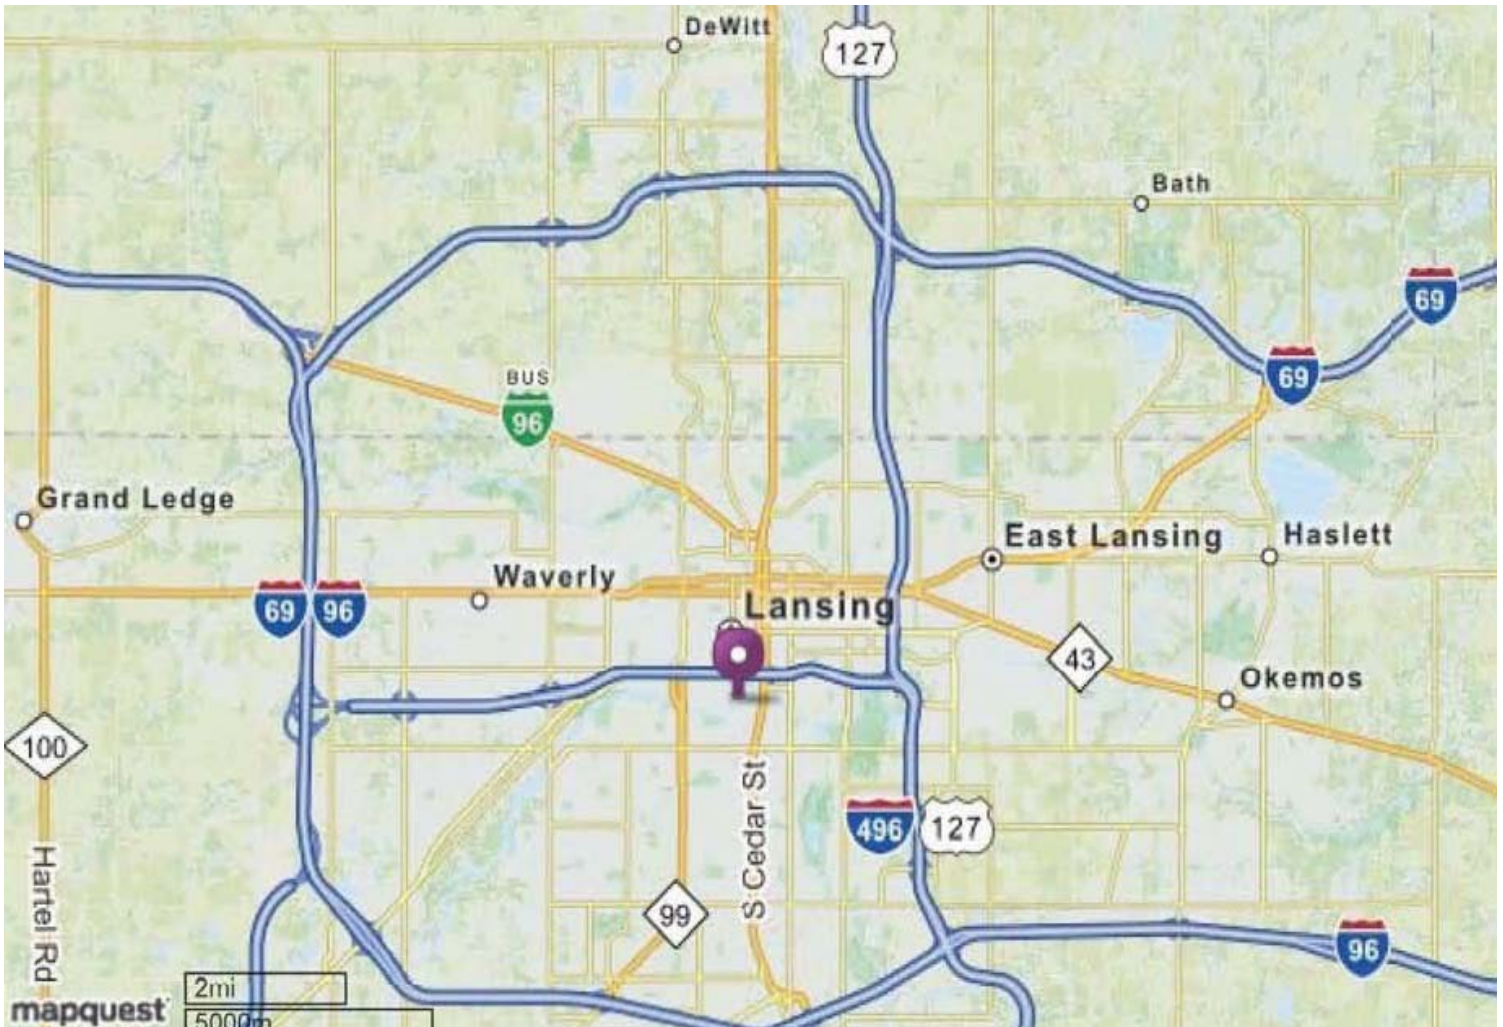 DeWitt
127
Bath
69
69
BUS
96
Grand Ledge
East Lansing
Haslett
Waverly
69
96
Lansing
43
Okemos
100
S Cedar St
496
127
Hartel Rd
99
96
2mi
5000m
mapquest